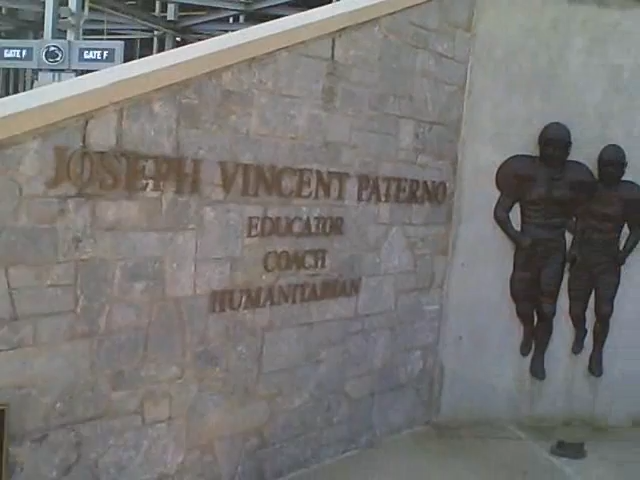 GATE F GATE F
JOSEPH VINCENT PATERNO
EDUCATOR
COACH
HUMANITARIAN